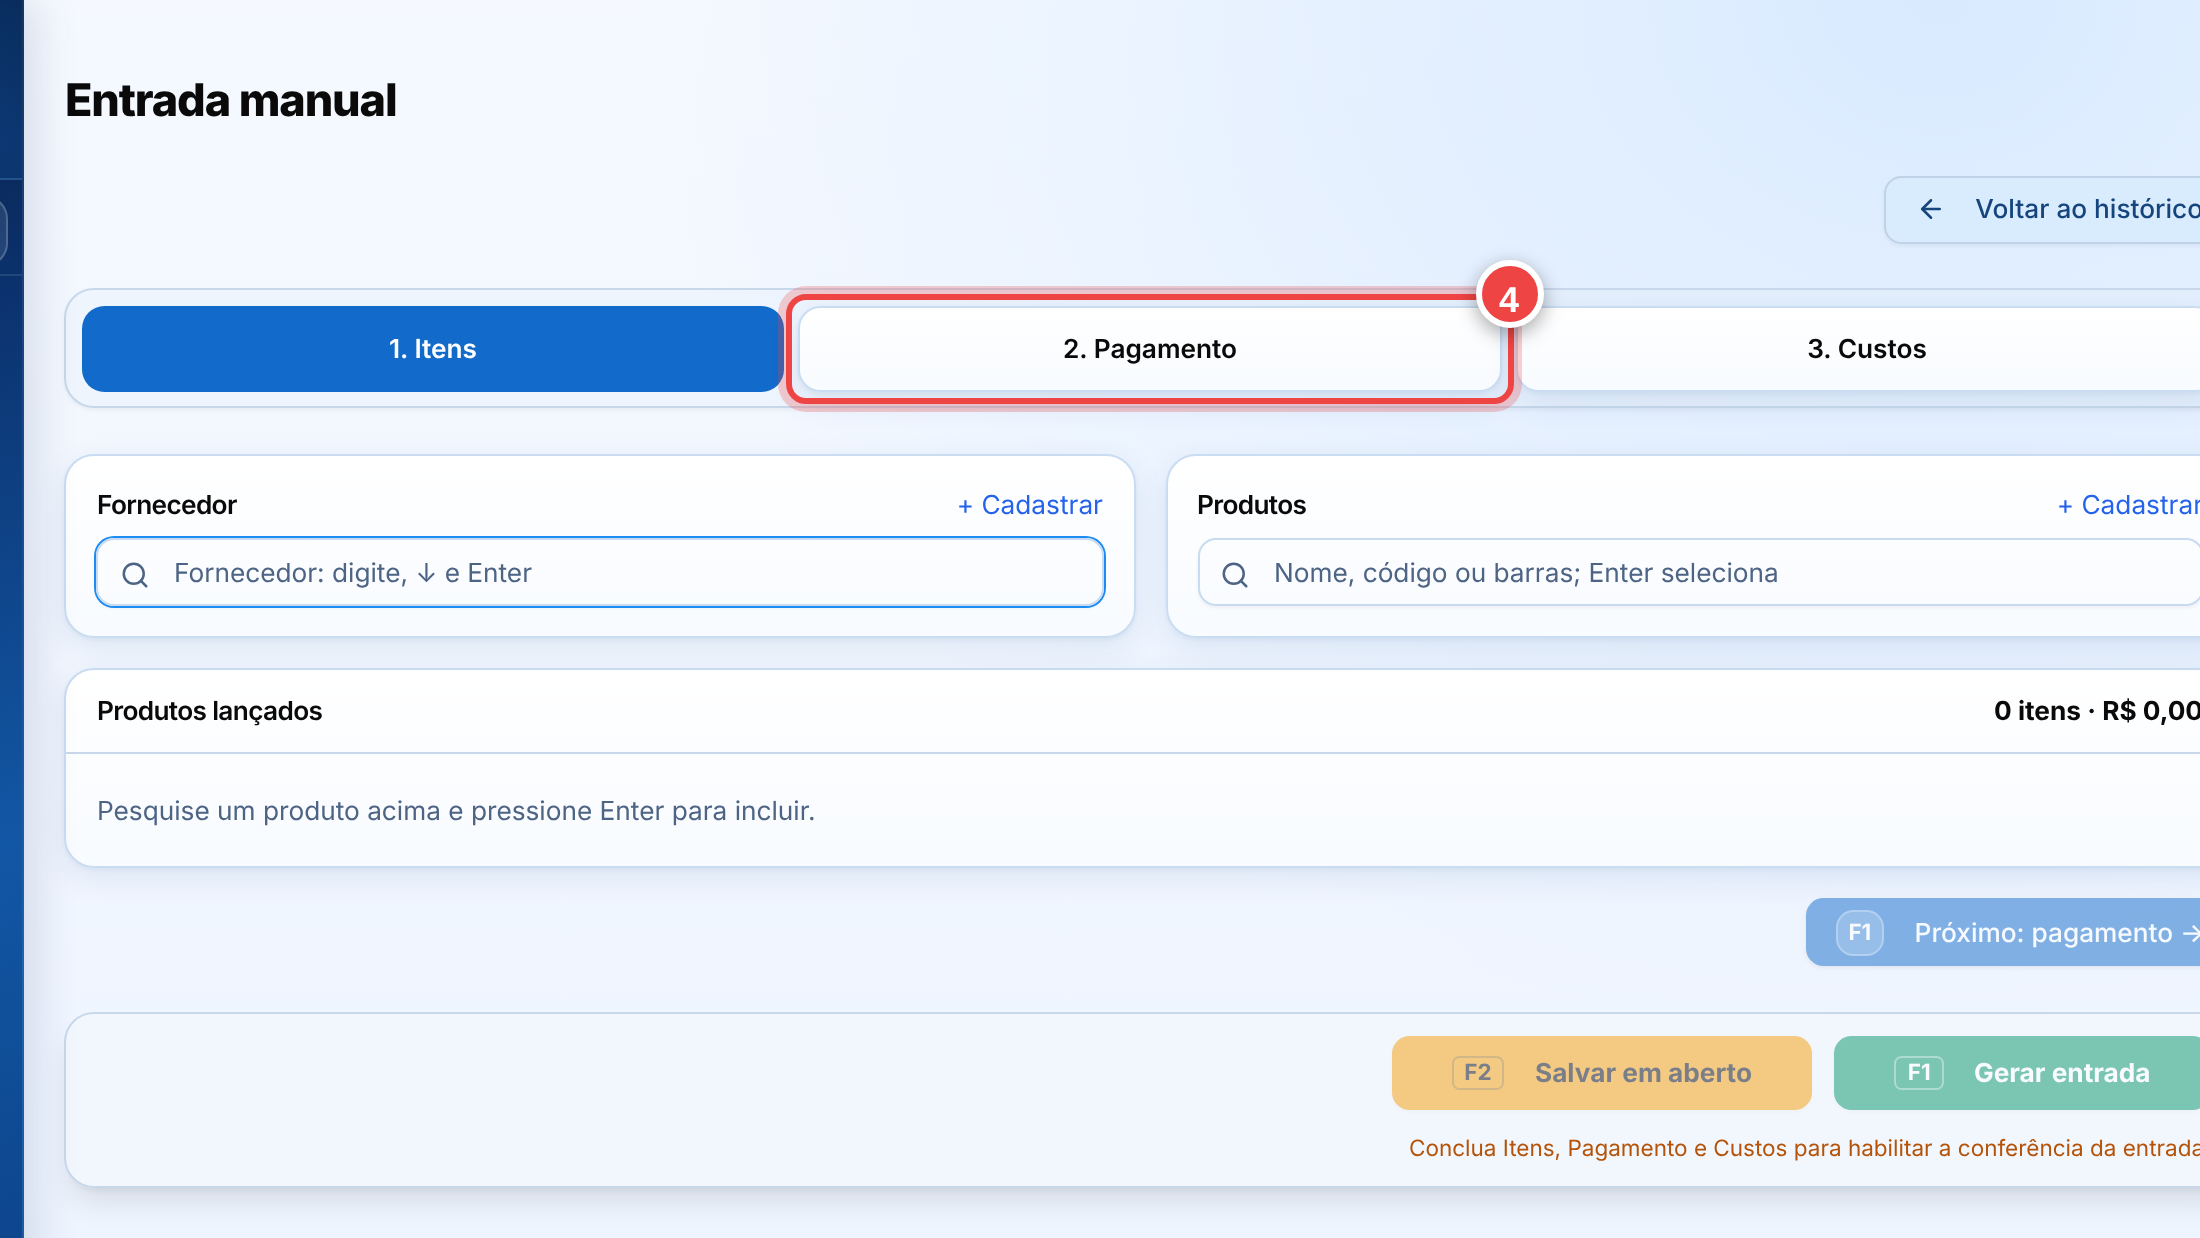 Entrada manual
← Voltar ao histórico
4
1. Itens
2. Pagamento
3. Custos
Fornecedor
+ Cadastrar
Produtos
+ Cadastrar
Fornecedor: digite, ↓ e Enter
Nome, código ou barras; Enter seleciona
Produtos lançados
0 itens · R$ 0,00
Pesquise um produto acima e pressione Enter para incluir.
F1 Próximo: pagamento →
F2 Salvar em aberto
F1 Gerar entrada
Conclua Itens, Pagamento e Custos para habilitar a conferência da entrada